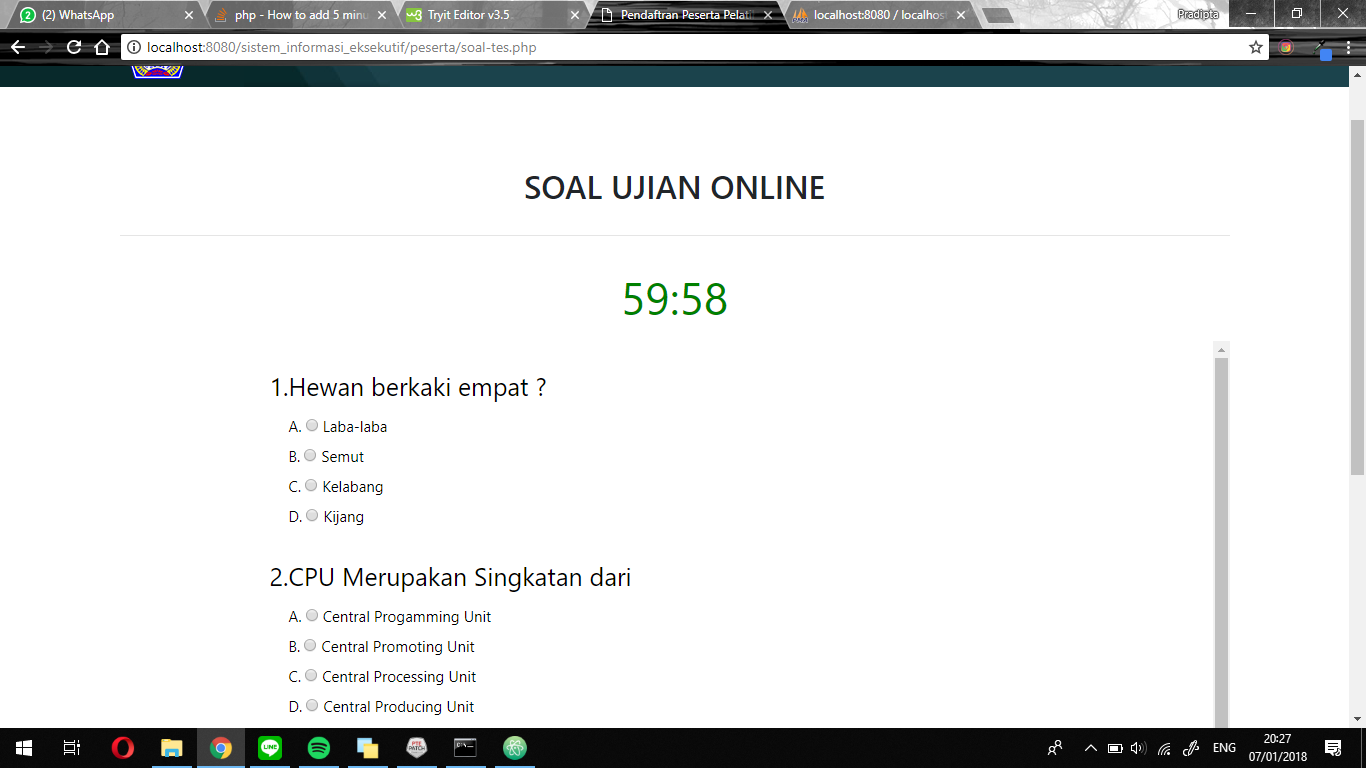 (2) WhatsApp
php - How to add 5 minu
Tryit Editor v3.5
Pendaftran Peserta Pelat
localhost:8080 / localhos
Pradipta
localhost:8080/sistem_informasi_eksekutif/peserta/soal-tes.php
SOAL UJIAN ONLINE
59:58
1.Hewan berkaki empat ?
A. Laba-laba
B. Semut
C. Kelabang
D. Kijang
2.CPU Merupakan Singkatan dari
A. Central Progamming Unit
B. Central Promoting Unit
C. Central Processing Unit
D. Central Producing Unit
ENG
20:27
07/01/2018